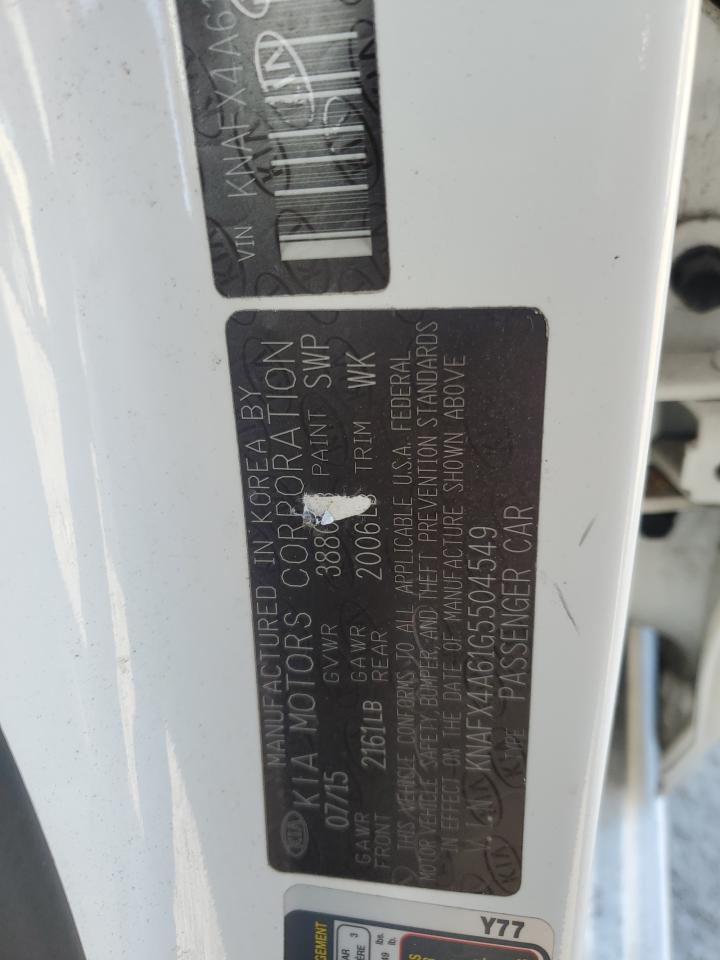 VIN KNAFX4A61
MANUFACTURED IN KOREA BY
KIA MOTORS CORPORATION
07/15 GVWR 388 PAINT SWP
GAWR FRONT 2161LB GAWR REAR 2006 TRIM WK
THIS VEHICLE CONFORMS TO ALL APPLICABLE U.S.A. FEDERAL
MOTOR VEHICLE SAFETY, BUMPER, AND THEFT PREVENTION STANDARDS
IN EFFECT ON THE DATE OF MANUFACTURE SHOWN ABOVE
V.I.N KNAFX4A61G5504549
TYPE PASSENGER CAR
Y77